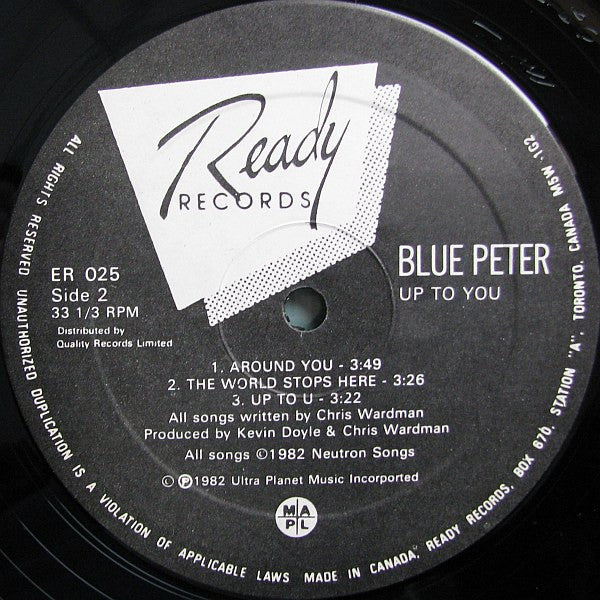 Ready
RECORDS
BLUE PETER
UP TO YOU
ER 025
Side 2
33 1/3 RPM
Distributed by
Quality Records Limited
1. AROUND YOU - 3:49
2. THE WORLD STOPS HERE - 3:26
3. UP TO U - 3:22
All songs written by Chris Wardman
Produced by Kevin Doyle & Chris Wardman
All songs ©1982 Neutron Songs
© ℗1982 Ultra Planet Music Incorporated
M A
P L
ALL RIGHTS RESERVED UNAUTHORIZED DUPLICATION IS A VIOLATION OF APPLICABLE LAWS MADE IN CANADA, READY RECORDS, BOX 670, STATION "A", TORONTO, CANADA M5W 1G2